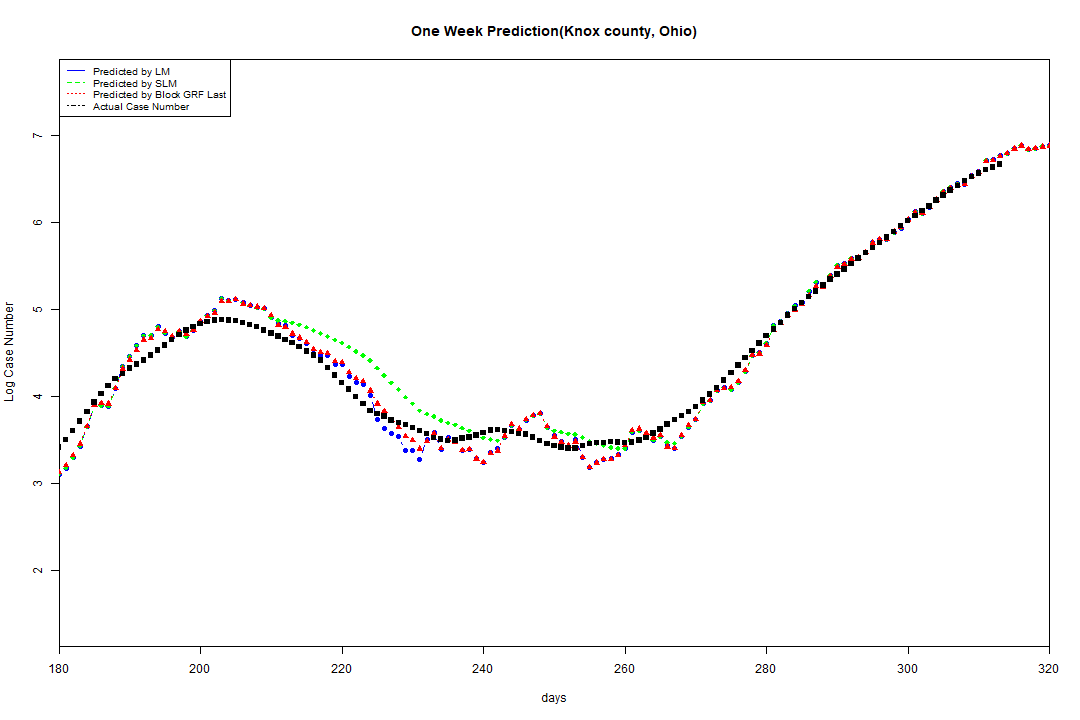 One Week Prediction(Knox county, Ohio)
Predicted by LM
Predicted by SLM
Predicted by Block GRF Last
Actual Case Number
7
6
5
4
3
2
Log Case Number
180 200 220 240 260 280 300 320
days